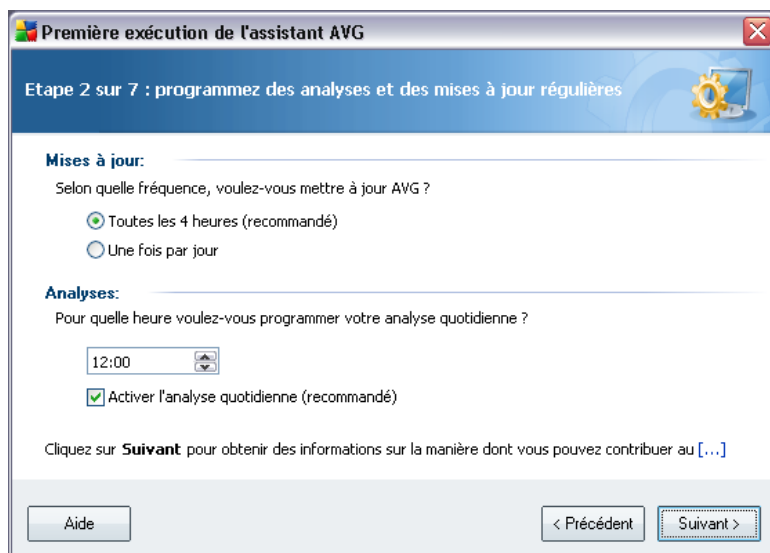 Première exécution de l'assistant AVG
Etape 2 sur 7 : programmez des analyses et des mises à jour régulières
Mises à jour:
Selon quelle fréquence, voulez-vous mettre à jour AVG ?
Toutes les 4 heures (recommandé)
Une fois par jour
Analyses:
Pour quelle heure voulez-vous programmer votre analyse quotidienne ?
12:00
Activer l'analyse quotidienne (recommandé)
Cliquez sur Suivant pour obtenir des informations sur la manière dont vous pouvez contribuer au [...]
Aide
< Précédent
Suivant >